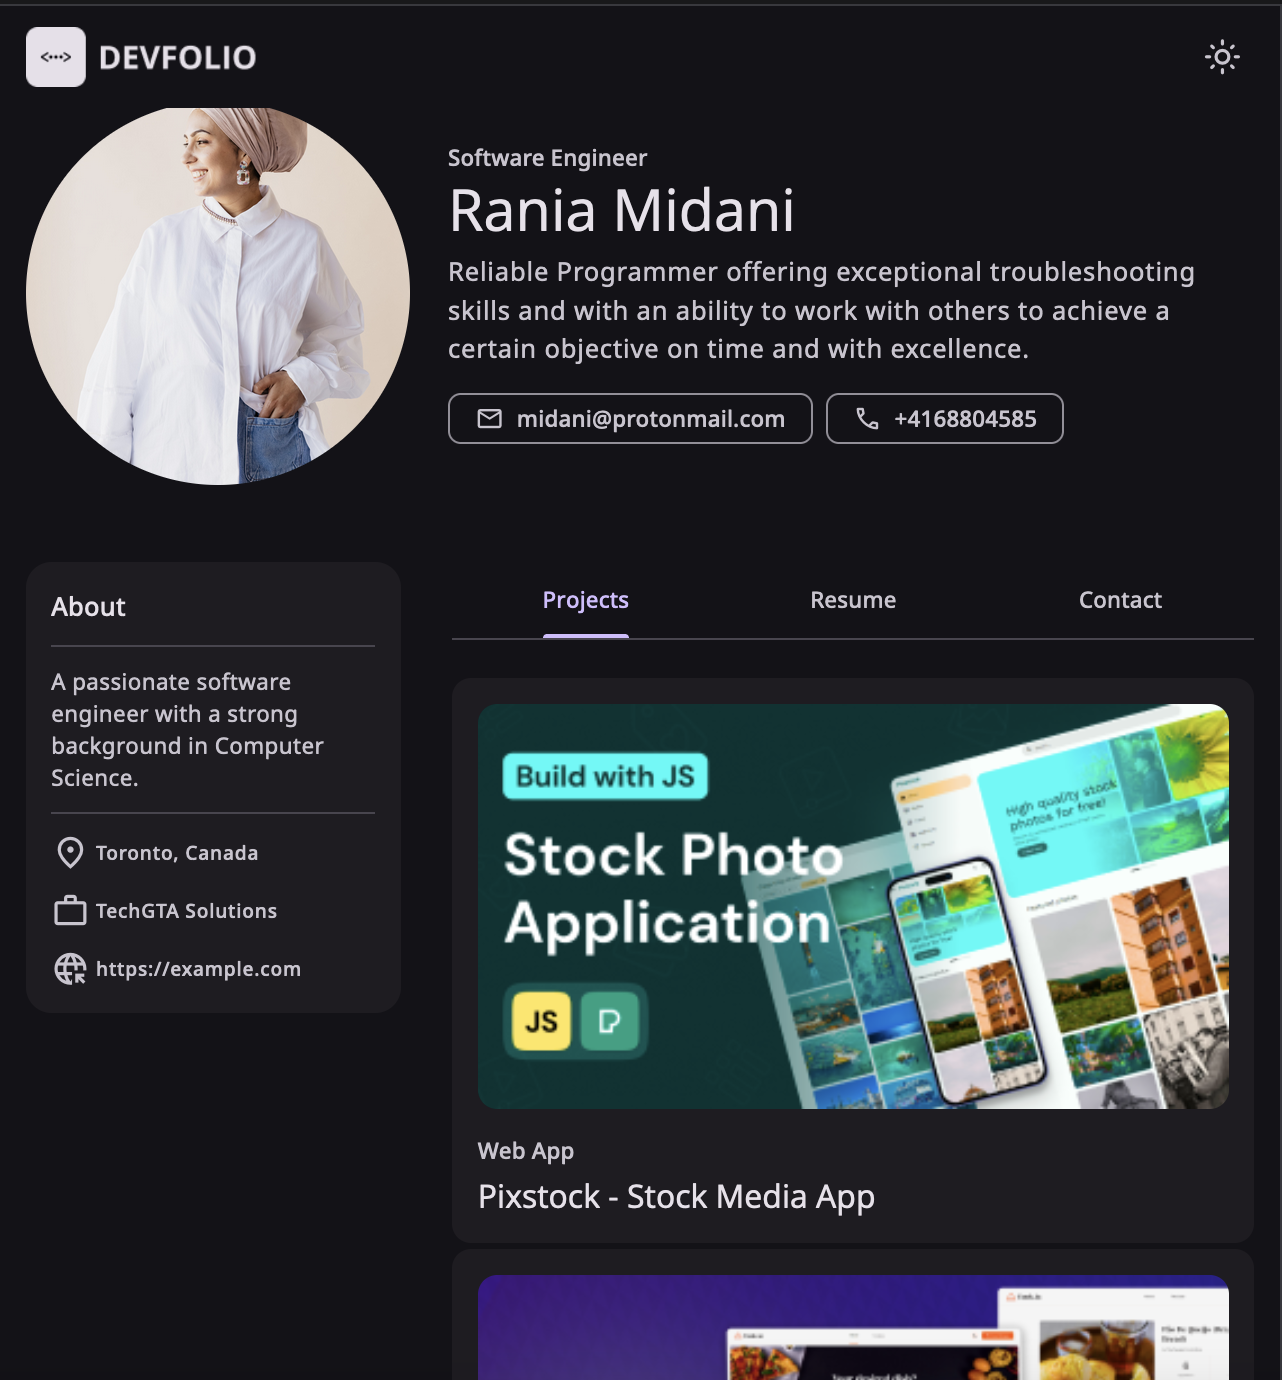 <···> DEVFOLIO
Software Engineer
Rania Midani
Reliable Programmer offering exceptional troubleshooting
skills and with an ability to work with others to achieve a
certain objective on time and with excellence.
midani@protonmail.com
+4168804585
About
A passionate software
engineer with a strong
background in Computer
Science.
Toronto, Canada
TechGTA Solutions
https://example.com
Projects Resume Contact
Build with JS
Stock Photo
Application
JS
High quality stock
photos for free!
Web App
Pixstock - Stock Media App